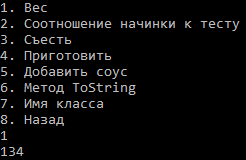 1. Вес
2. Соотношение начинки к тесту
3. Съесть
4. Приготовить
5. Добавить соус
6. Метод ToString
7. Имя класса
8. Назад
1
134